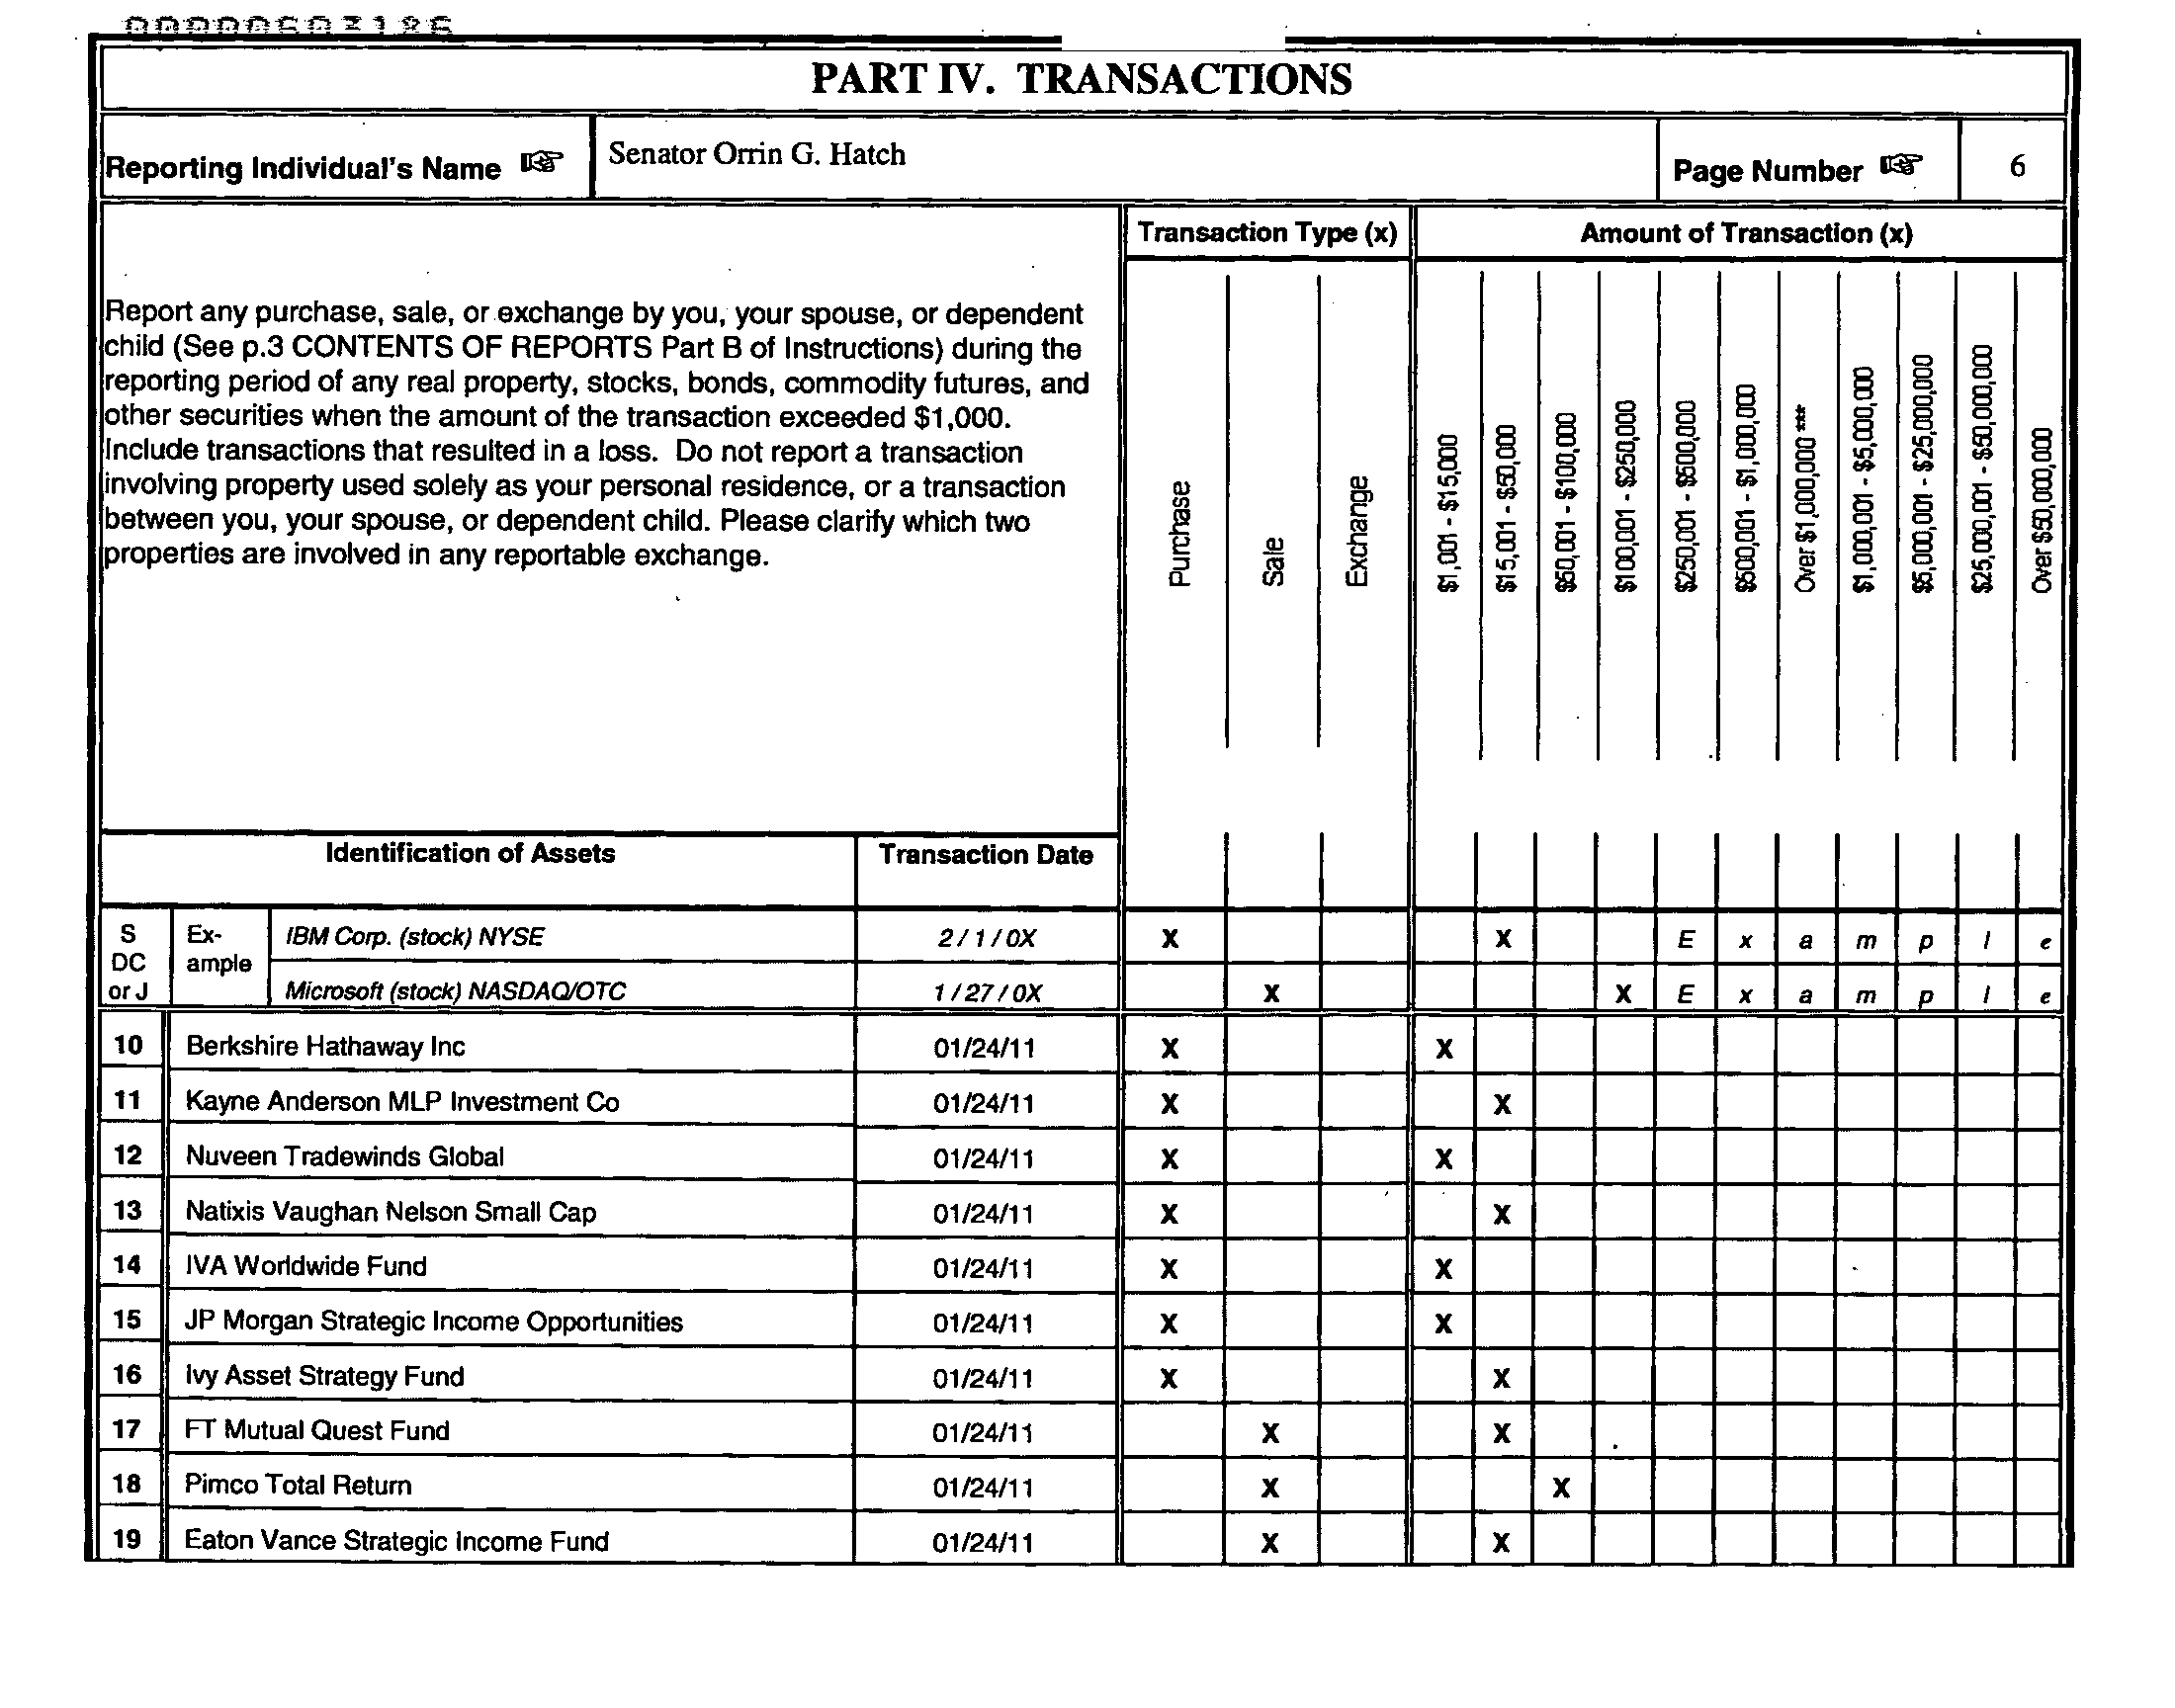 00000603186
PART IV. TRANSACTIONS
Reporting Individual's Name
Senator Orrin G. Hatch
Page Number
6
Report any purchase, sale, or exchange by you, your spouse, or dependent
child (See p.3 CONTENTS OF REPORTS Part B of Instructions) during the
reporting period of any real property, stocks, bonds, commodity futures, and
other securities when the amount of the transaction exceeded $1,000.
Include transactions that resulted in a loss. Do not report a transaction
involving property used solely as your personal residence, or a transaction
between you, your spouse, or dependent child. Please clarify which two
properties are involved in any reportable exchange.
Transaction Type (x)
Amount of Transaction (x)
Purchase
Sale
Exchange
$1,001 - $15,000
$15,001 - $50,000
$50,001 - $100,000
$100,001 - $250,000
$250,001 - $500,000
$500,001 - $1,000,000
Over $1,000,000 ***
$1,000,001 - $5,000,000
$5,000,001 - $25,000,000
$25,000,001 - $50,000,000
Over $50,000,000
Identification of Assets Transaction Date
S
DC
or J
Ex-
ample
IBM Corp. (stock) NYSE 2 / 1 / 0X X X E x a m p l e
Microsoft (stock) NASDAQ/OTC 1 / 27 / 0X X X E x a m p l e
10 Berkshire Hathaway Inc 01/24/11 X X
11 Kayne Anderson MLP Investment Co 01/24/11 X X
12 Nuveen Tradewinds Global 01/24/11 X X
13 Natixis Vaughan Nelson Small Cap 01/24/11 X X
14 IVA Worldwide Fund 01/24/11 X X
15 JP Morgan Strategic Income Opportunities 01/24/11 X X
16 Ivy Asset Strategy Fund 01/24/11 X X
17 FT Mutual Quest Fund 01/24/11 X X
18 Pimco Total Return 01/24/11 X X
19 Eaton Vance Strategic Income Fund 01/24/11 X X